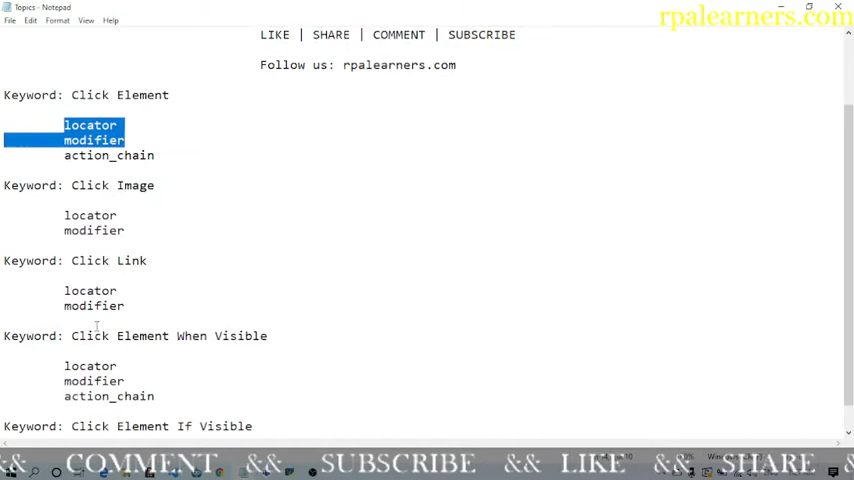 Topics - Notepad
rpalearners.com
File Edit Format View Help
LIKE | SHARE | COMMENT | SUBSCRIBE
Follow us: rpalearners.com
Keyword: Click Element
locator
modifier
action_chain
Keyword: Click Image
locator
modifier
Keyword: Click Link
locator
modifier
Keyword: Click Element When Visible
locator
modifier
action_chain
Keyword: Click Element If Visible
&& COMMENT && SUBSCRIBE && LIKE && SHARE